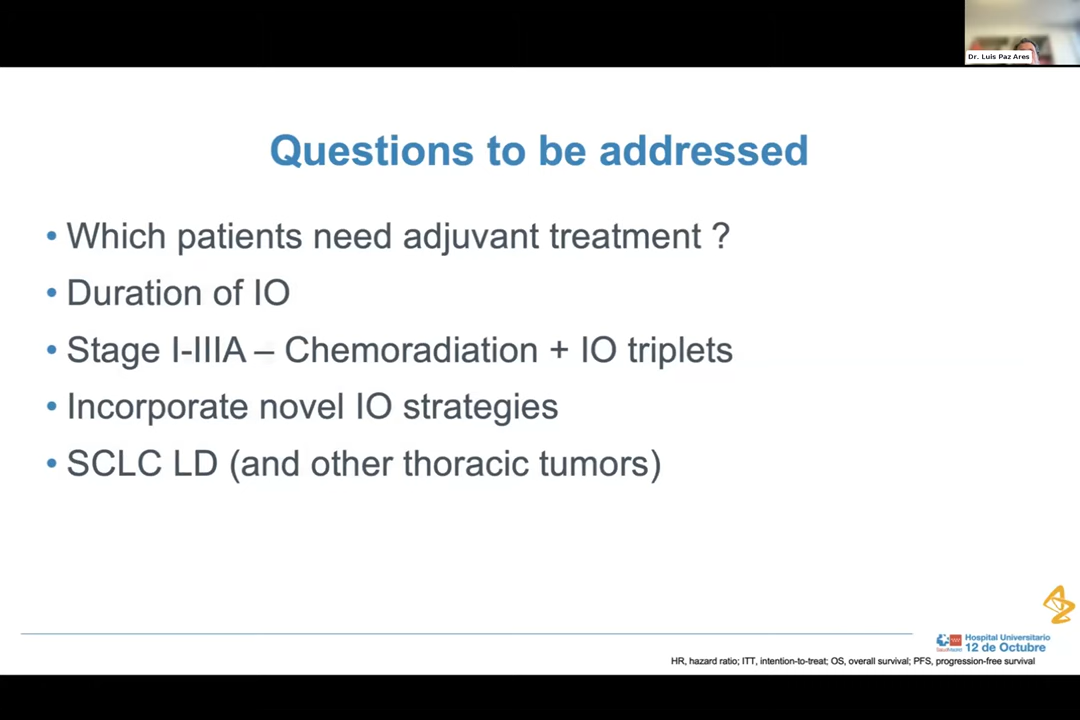 Dr. Luis Paz Ares
Questions to be addressed
• Which patients need adjuvant treatment ?
• Duration of IO
• Stage I-IIIA – Chemoradiation + IO triplets
• Incorporate novel IO strategies
• SCLC LD (and other thoracic tumors)
Hospital Universitario
12 de Octubre
HR, hazard ratio; ITT, intention-to-treat; OS, overall survival; PFS, progression-free survival